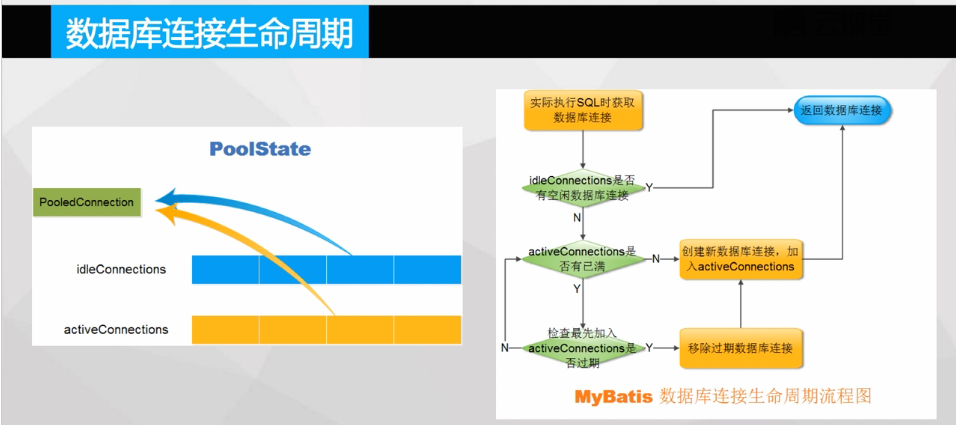 数据库连接生命周期
PoolState
PooledConnection
idleConnections
activeConnections
实际执行SQL时获取
数据库连接
返回数据库连接
idleConnections是否
有空闲数据库连接
Y
N
activeConnections是
否有已满
N
创建新数据库连接，加
入activeConnections
Y
检查最先加入
activeConnections是
否过期
N
Y
移除过期数据库连接
MyBatis 数据库连接生命周期流程图